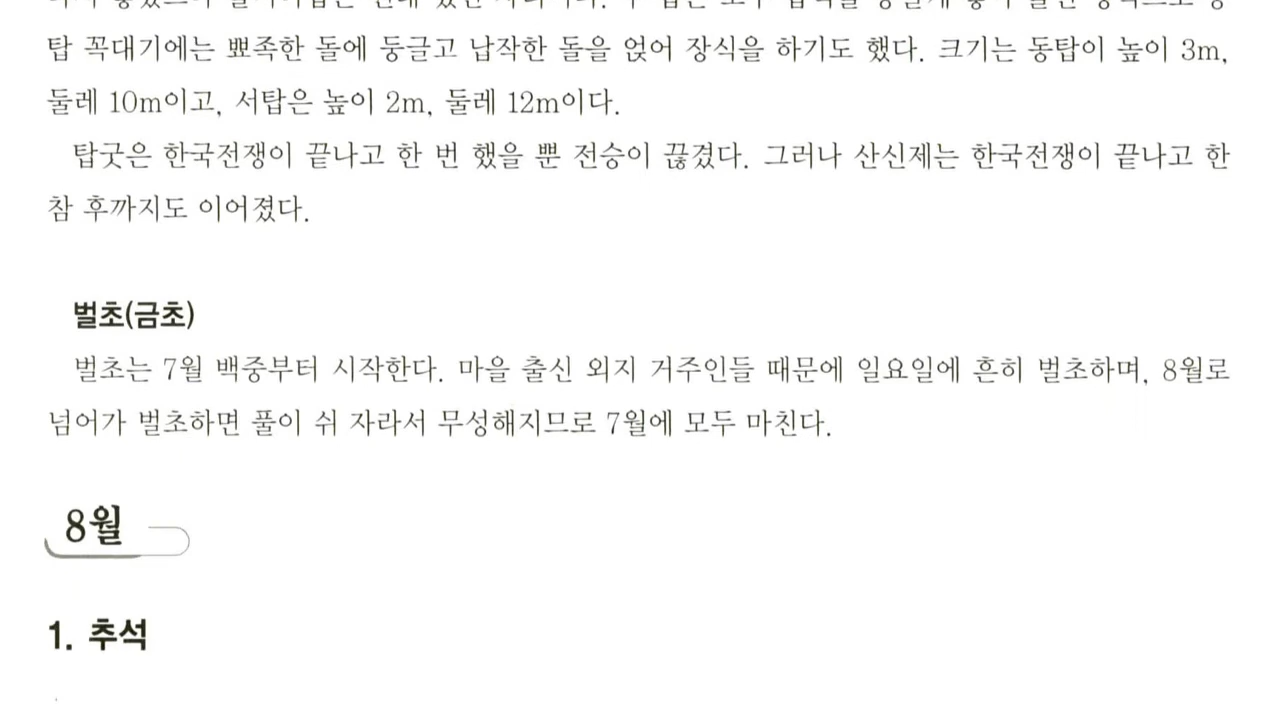 탑 꼭대기에는 뾰족한 돌에 둥글고 납작한 돌을 얹어 장식을 하기도 했다. 크기는 동탑이 높이 3m,
둘레 10m이고, 서탑은 높이 2m, 둘레 12m이다.
탑굿은 한국전쟁이 끝나고 한 번 했을 뿐 전승이 끊겼다. 그러나 산신제는 한국전쟁이 끝나고 한
참 후까지도 이어졌다.
벌초(금초)
벌초는 7월 백중부터 시작한다. 마을 출신 외지 거주인들 때문에 일요일에 흔히 벌초하며, 8월로
넘어가 벌초하면 풀이 쉬 자라서 무성해지므로 7월에 모두 마친다.
8월
1. 추석